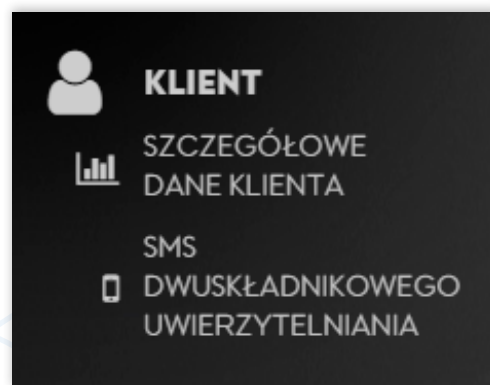 KLIENT
SZCZEGÓŁOWE
DANE KLIENTA
SMS
DWUSKŁADNIKOWEGO
UWIERZYTELNIANIA